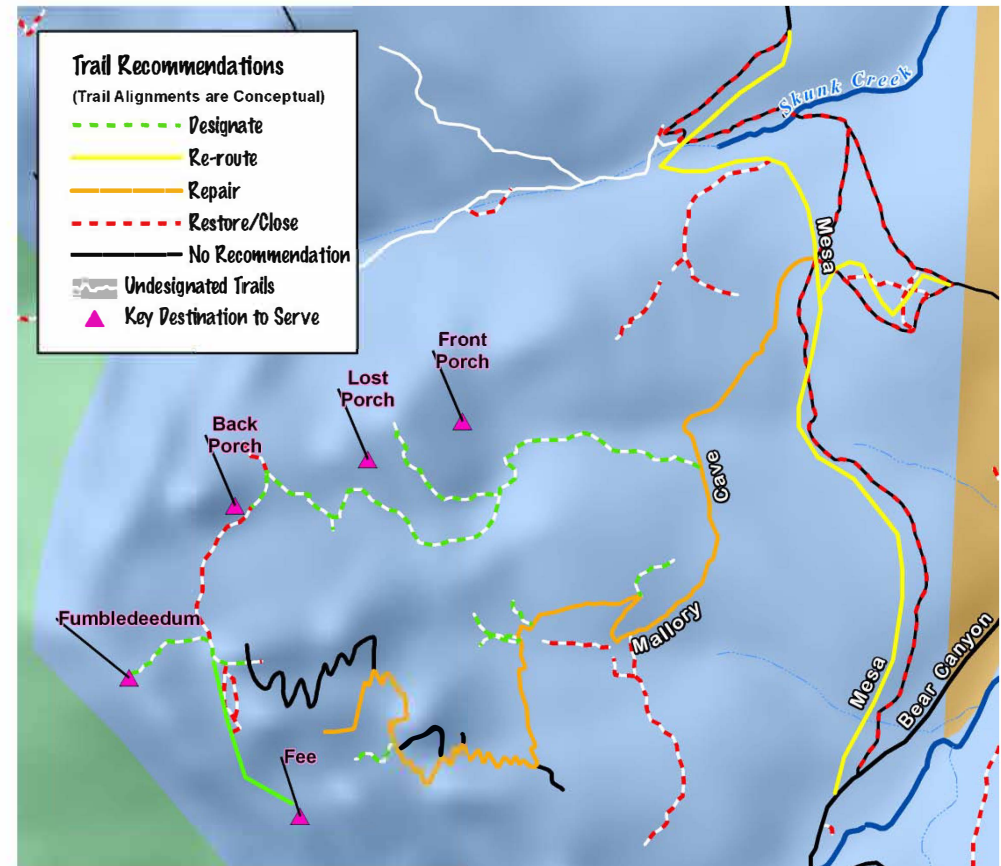 Trail Recommendations
(Trail Alignments are Conceptual)
Designate
Re-route
Repair
Restore/Close
No Recommendation
Undesignated Trails
Key Destination to Serve
Skunk Creek
Mesa
Front
Porch
Lost
Porch
Back
Porch
Cave
Fumbledeedum
Mallory
Mesa
Bear Canyon
Fee